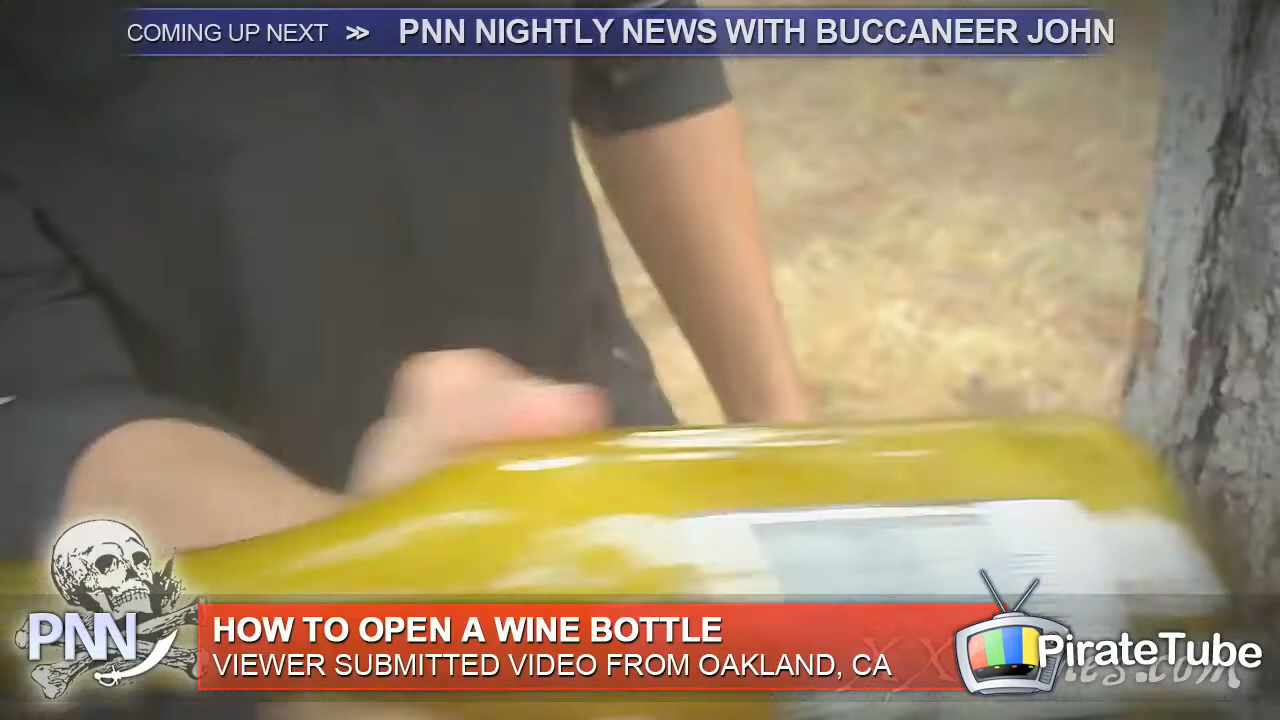 COMING UP NEXT >> PNN NIGHTLY NEWS WITH BUCCANEER JOHN
PNN
HOW TO OPEN A WINE BOTTLE
VIEWER SUBMITTED VIDEO FROM OAKLAND, CA
PirateTube